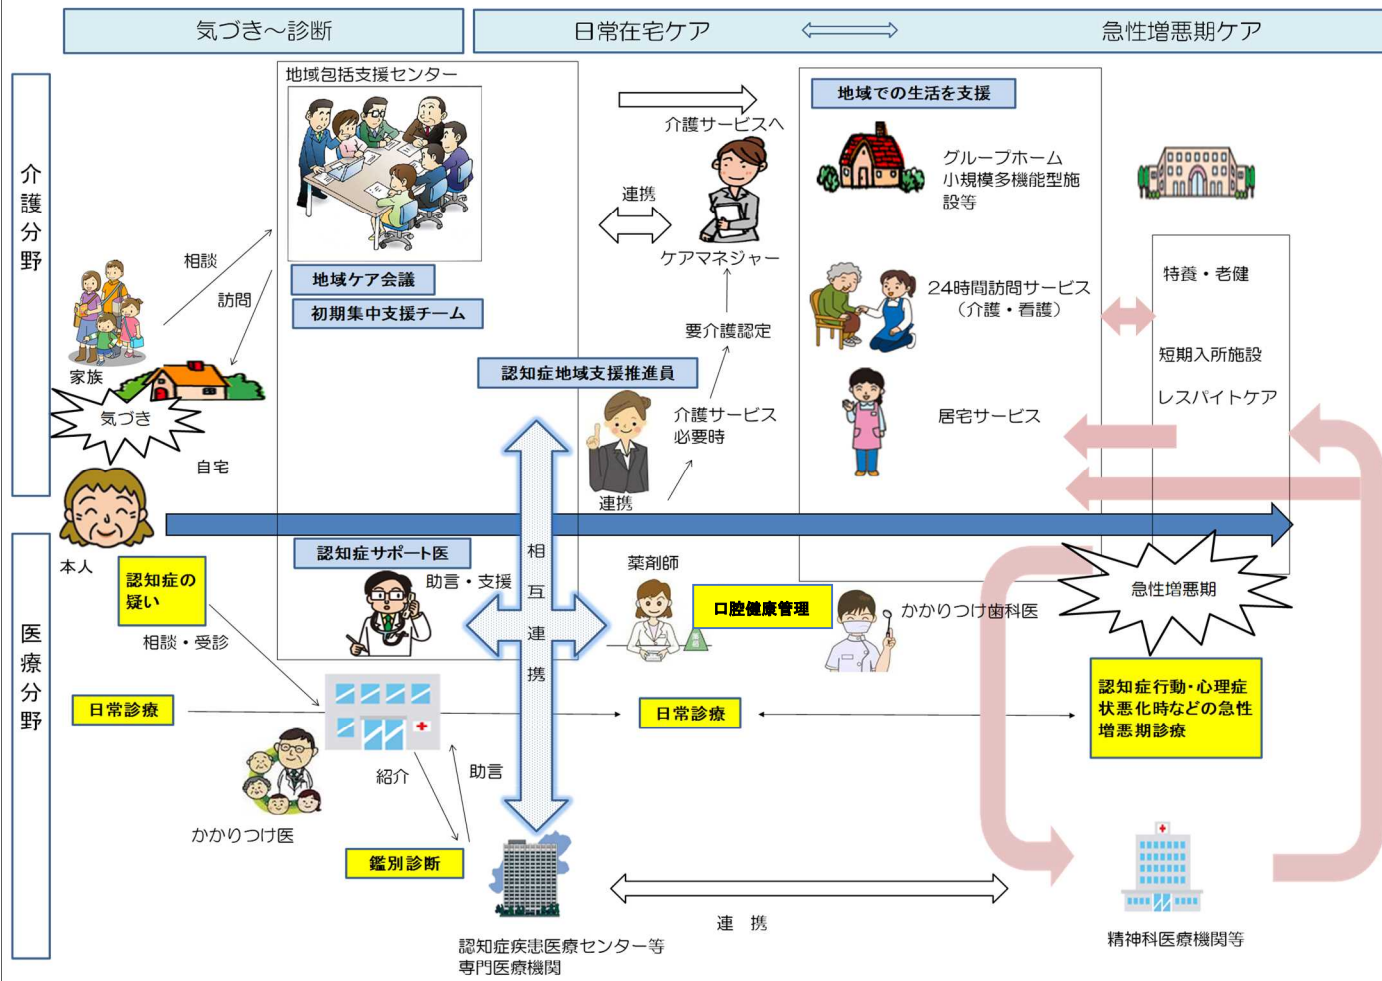 気づき～診断
日常在宅ケア
急性増悪期ケア
介護分野
地域包括支援センター
地域ケア会議
初期集中支援チーム
相談
訪問
家族
気づき
自宅
本人
介護サービスへ
連携
ケアマネジャー
要介護認定
認知症地域支援推進員
介護サービス
必要時
連携
地域での生活を支援
グループホーム
小規模多機能型施
設等
24時間訪問サービス
（介護・看護）
居宅サービス
特養・老健
短期入所施設
レスパイトケア
医療分野
認知症の
疑い
相談・受診
日常診療
かかりつけ医
認知症サポート医
助言・支援
相互連携
紹介
助言
鑑別診断
認知症疾患医療センター等
専門医療機関
薬剤師
口腔健康管理
かかりつけ歯科医
日常診療
急性増悪期
認知症行動・心理症
状悪化時などの急性
増悪期診療
連　携
精神科医療機関等